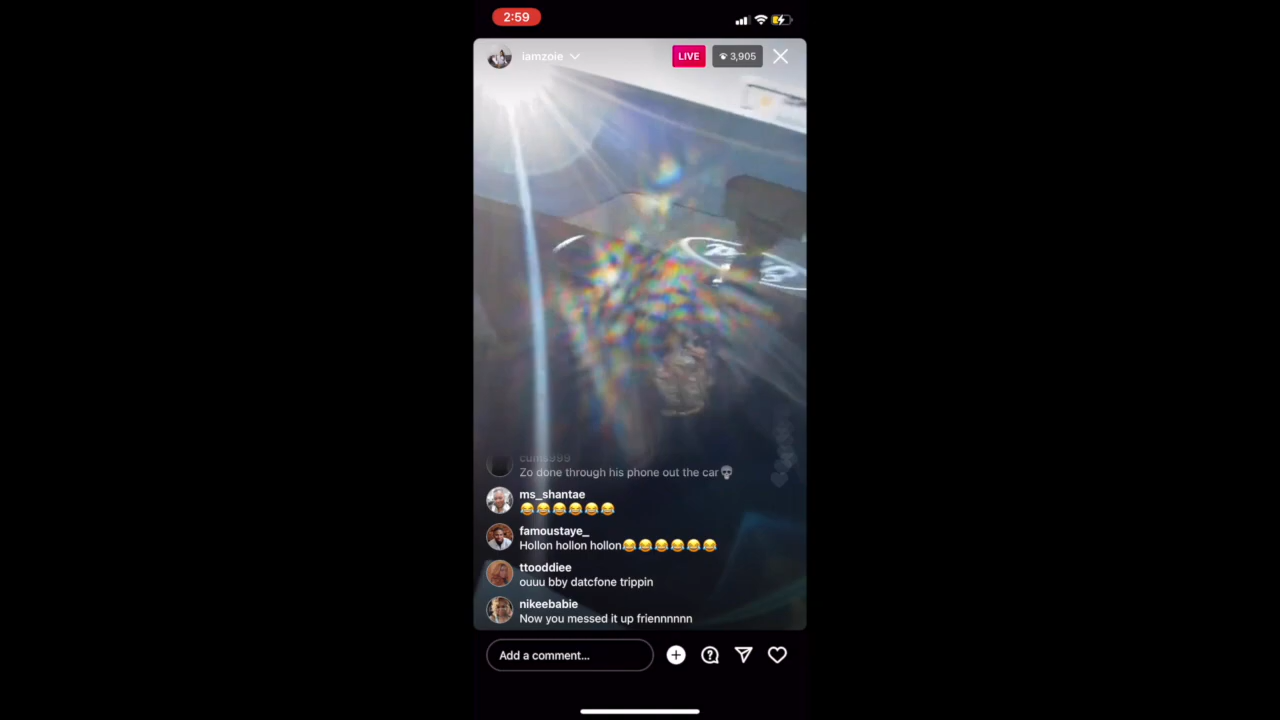 2:59
iamzoie
LIVE
3,905
Zo done through his phone out the car💀
ms_shantae
😂😂😂😂😂😂
famoustaye_
Hollon hollon hollon😂😂😂😂😂😂
ttooddiee
ouuu bby datcfone trippin
nikeebabie
Now you messed it up friennnnnn
Add a comment...